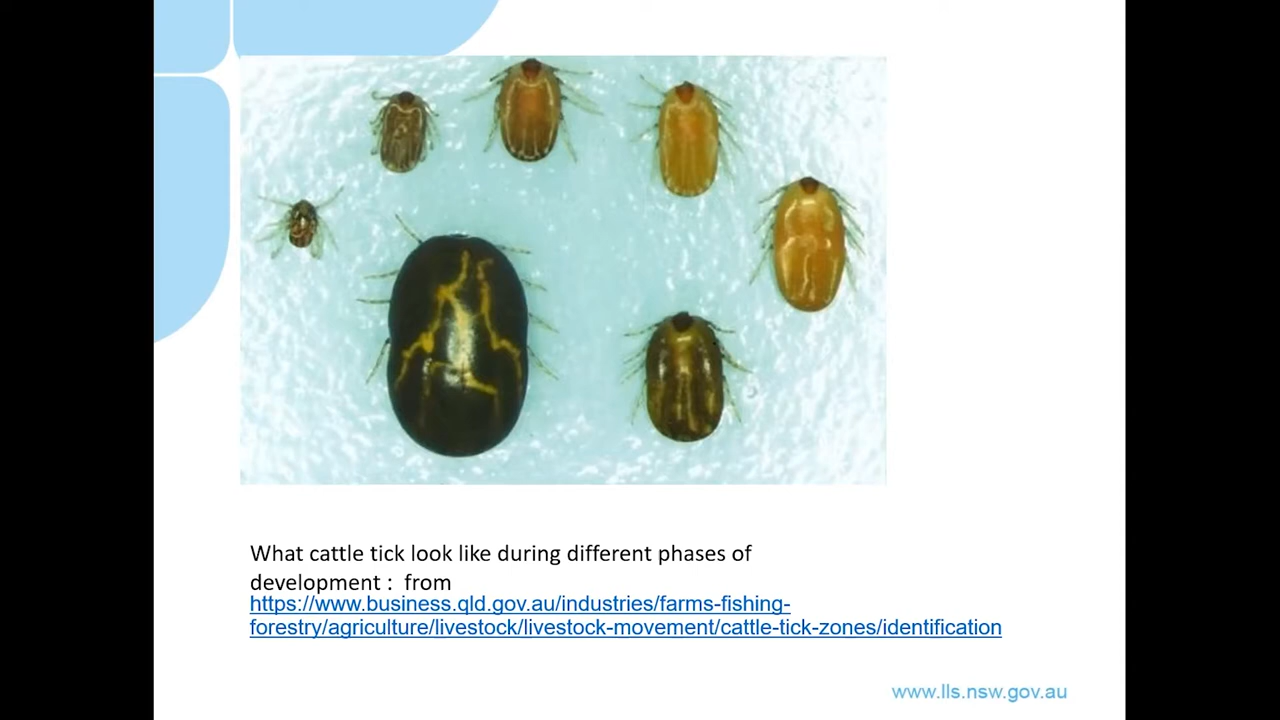 What cattle tick look like during different phases of
development :  from
https://www.business.qld.gov.au/industries/farms-fishing-
forestry/agriculture/livestock/livestock-movement/cattle-tick-zones/identification
www.lls.nsw.gov.au